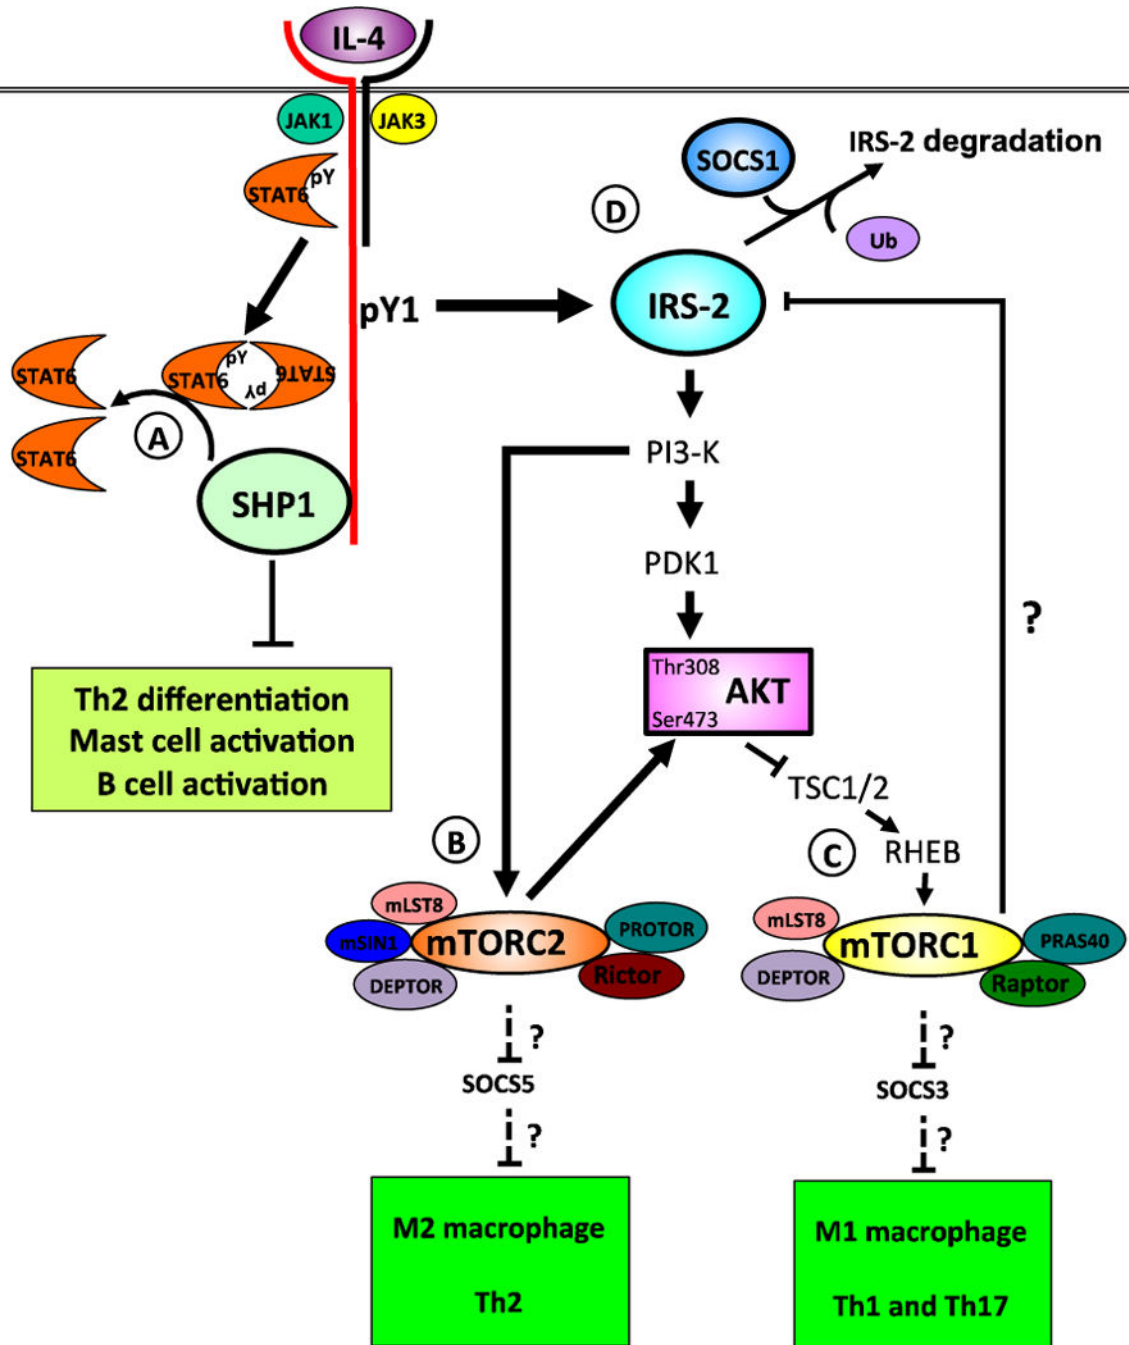 IL-4
JAK1
JAK3
STAT6
pY
SOCS1
IRS-2 degradation
Ub
D
IRS-2
pY1
STAT6
pY
STAT6
pY
STAT6
A
STAT6
SHP1
PI3-K
PDK1
?
Thr308
AKT
Ser473
Th2 differentiation
Mast cell activation
B cell activation
TSC1/2
RHEB
B
C
mLST8
mSIN1
mTORC2
PROTOR
DEPTOR
Rictor
mLST8
mTORC1
PRAS40
DEPTOR
Raptor
?
SOCS5
?
?
SOCS3
?
M2 macrophage
Th2
M1 macrophage
Th1 and Th17